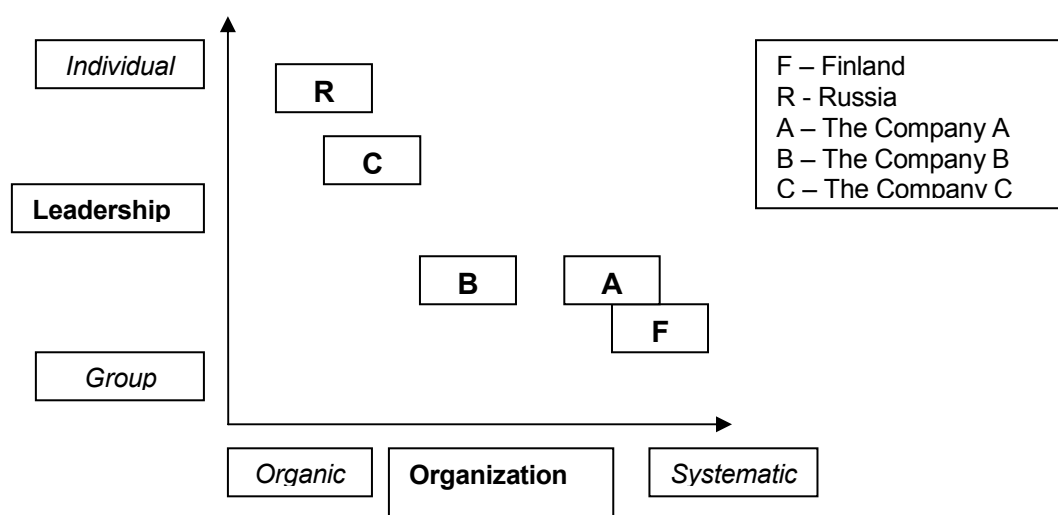 Individual
R
C
Leadership
B
A
F
Group
Organic
Organization
Systematic
F – Finland
R - Russia
A – The Company A
B – The Company B
C – The Company C